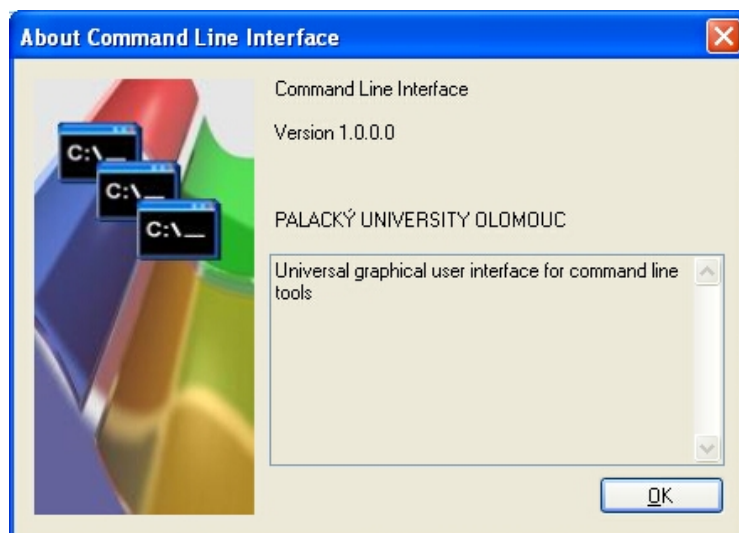 About Command Line Interface
Command Line Interface
Version 1.0.0.0
PALACKÝ UNIVERSITY OLOMOUC
Universal graphical user interface for command line
tools
C:\_
C:\_
C:\_
OK